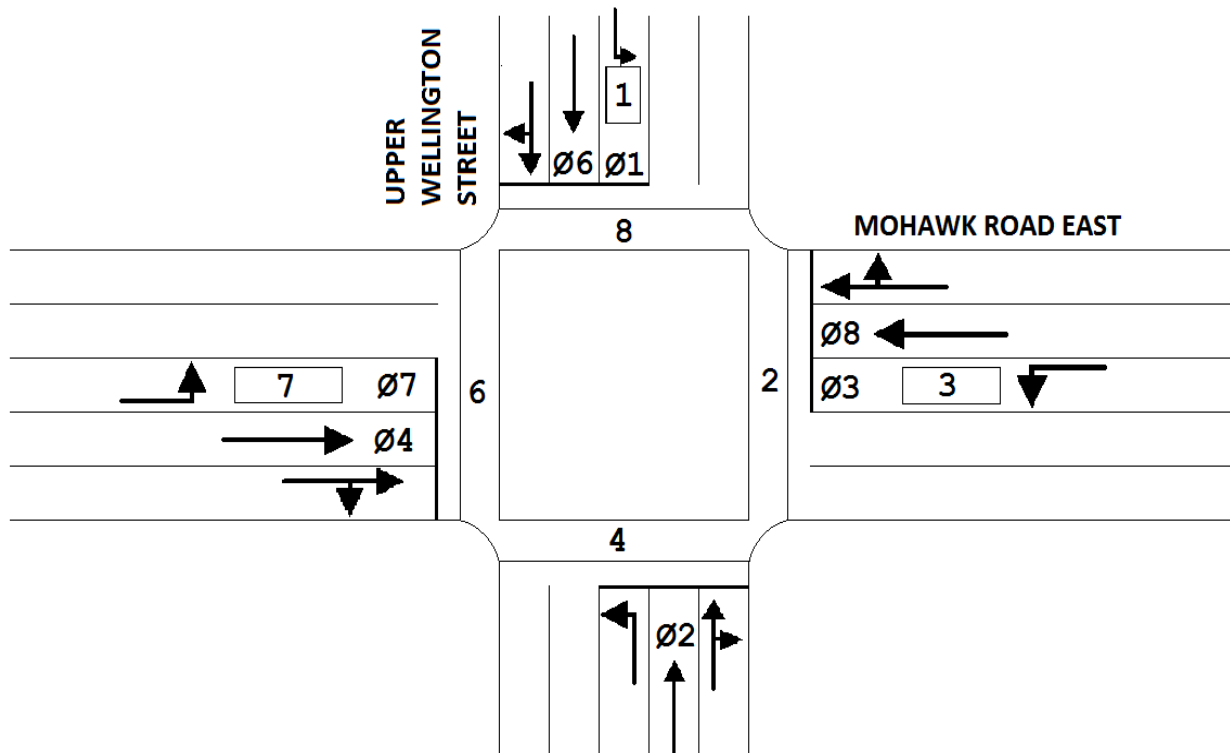 UPPER
WELLINGTON
STREET
1
Ø6 Ø1
8
MOHAWK ROAD EAST
Ø8
7 Ø7
6
2
Ø3 3
Ø4
4
Ø2